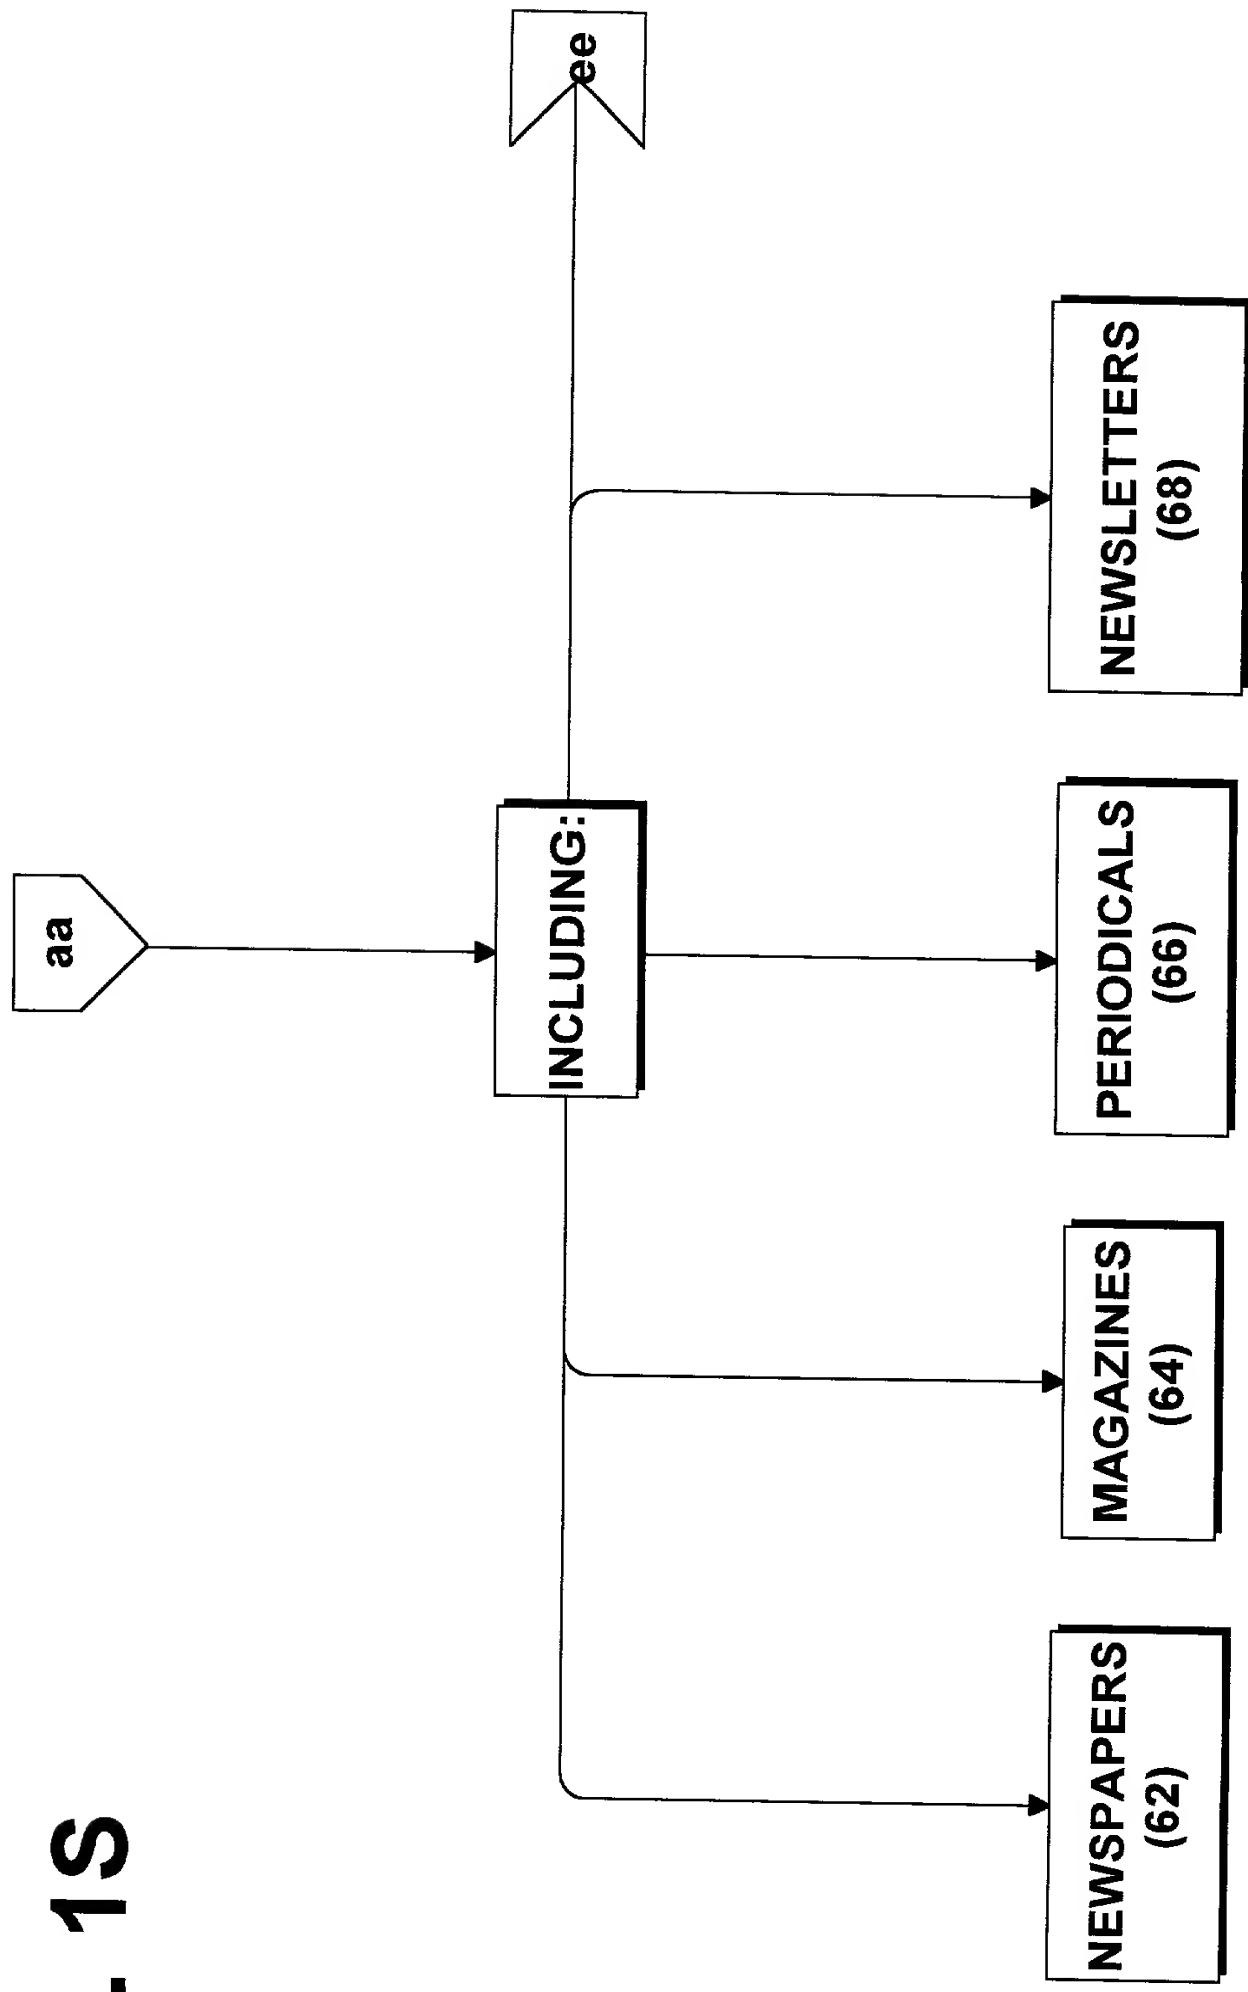 . 1S
aa
INCLUDING:
ee
NEWSPAPERS
(62)
MAGAZINES
(64)
PERIODICALS
(66)
NEWSLETTERS
(68)